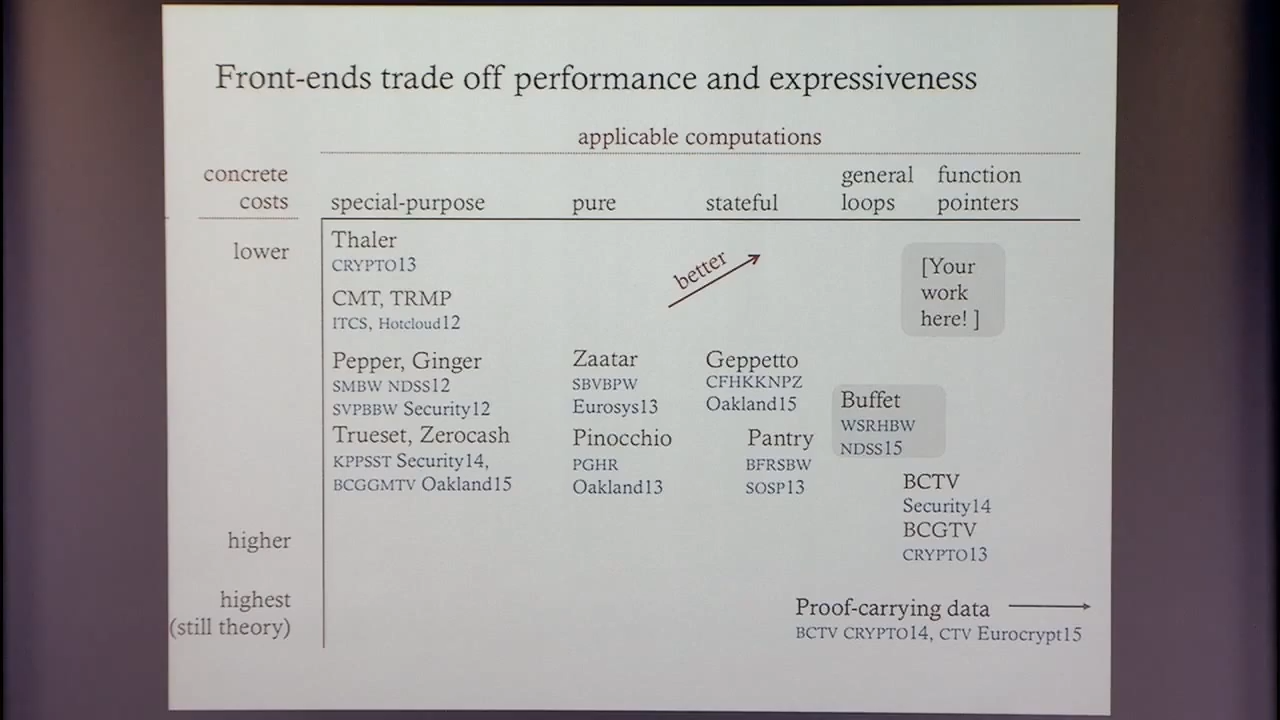 Front-ends trade off performance and expressiveness
applicable computations
concrete costs
special-purpose
pure
stateful
general loops
function pointers
lower
Thaler
CRYPTO13
CMT, TRMP
ITCS, Hotcloud12
better
[Your
work
here! ]
Pepper, Ginger
SMBW NDSS12
SVPBBW Security12
Trueset, Zerocash
KPPSST Security14,
BCGGMTV Oakland15
Zaatar
SBVBPW
Eurosys13
Pinocchio
PGHR
Oakland13
Geppetto
CFHKKNPZ
Oakland15
Pantry
BFRSBW
SOSP13
Buffet
WSRHBW
NDSS15
BCTV
Security14
BCGTV
CRYPTO13
higher
highest
(still theory)
Proof-carrying data
BCTV CRYPTO14, CTV Eurocrypt15